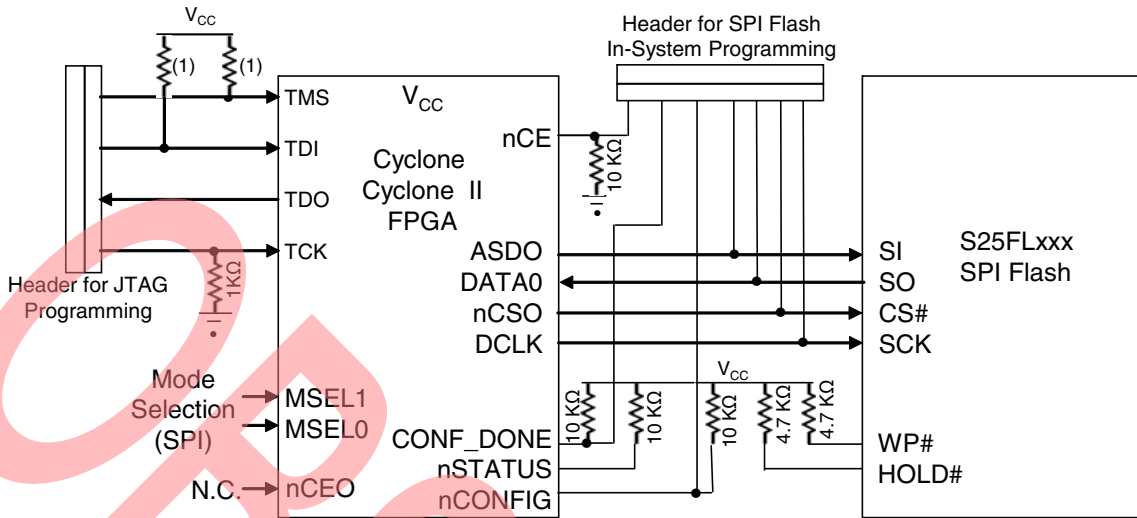 V_CC
(1)
(1)
Header for SPI Flash
In-System Programming
TMS
V_CC
nCE
TDI
Cyclone
Cyclone II
FPGA
10 KΩ
TDO
TCK
1KΩ
Header for JTAG
Programming
ASDO
DATA0
nCSO
DCLK
SI
SO
CS#
SCK
S25FLxxx
SPI Flash
V_CC
Mode
Selection
(SPI)
MSEL1
MSEL0
10 KΩ
10 KΩ
10 KΩ
4.7 KΩ
4.7 KΩ
CONF_DONE
nSTATUS
nCONFIG
WP#
HOLD#
N.C.
nCEO